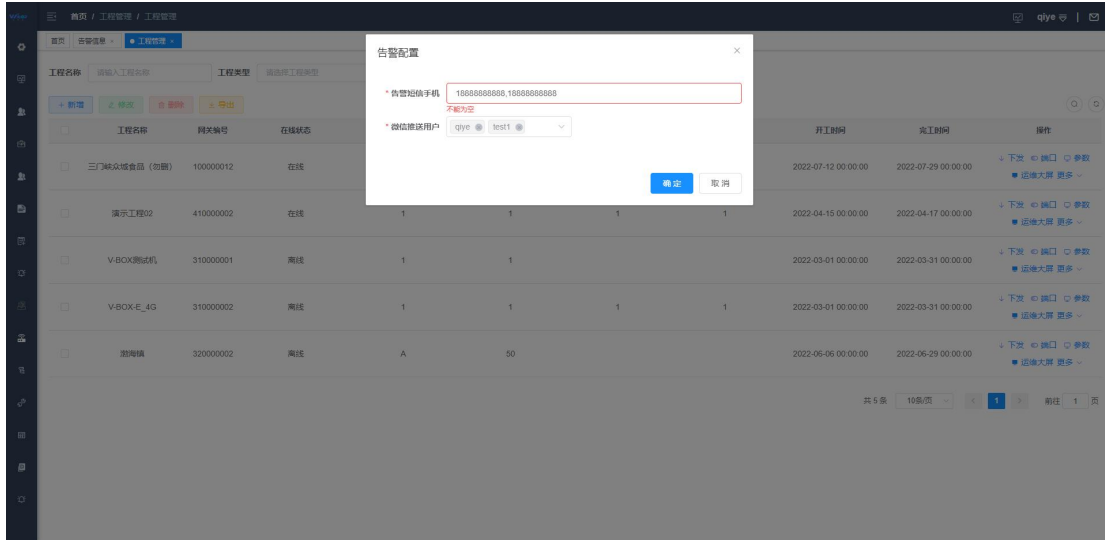 首页 / 工程管理 / 工程管理
qiye
首页 告警信息 × 工程管理 ×
告警配置
工程名称 请输入工程名称 工程类型 请选择工程类型
* 告警短信手机 18888888888,18888888888
不能为空
* 微信推送用户 qiye test1
确定 取消
+ 新增 修改 删除 导出
工程名称 网关编号 在线状态 开工时间 完工时间 操作
三门峡众域食品（勿删） 100000012 在线 2022-07-12 00:00:00 2022-07-29 00:00:00 下发 端口 参数
运维大屏 更多
演示工程02 410000002 在线 1 1 1 1 2022-04-15 00:00:00 2022-04-17 00:00:00 下发 端口 参数
运维大屏 更多
V-BOX测试机 310000001 离线 1 1 2022-03-01 00:00:00 2022-03-31 00:00:00 下发 端口 参数
运维大屏 更多
V-BOX-E_4G 310000002 离线 1 1 1 1 2022-03-01 00:00:00 2022-03-31 00:00:00 下发 端口 参数
运维大屏 更多
渤海镇 320000002 离线 A 50 2022-06-06 00:00:00 2022-06-29 00:00:00 下发 端口 参数
运维大屏 更多
共 5 条 10条/页 < 1 > 前往 1 页